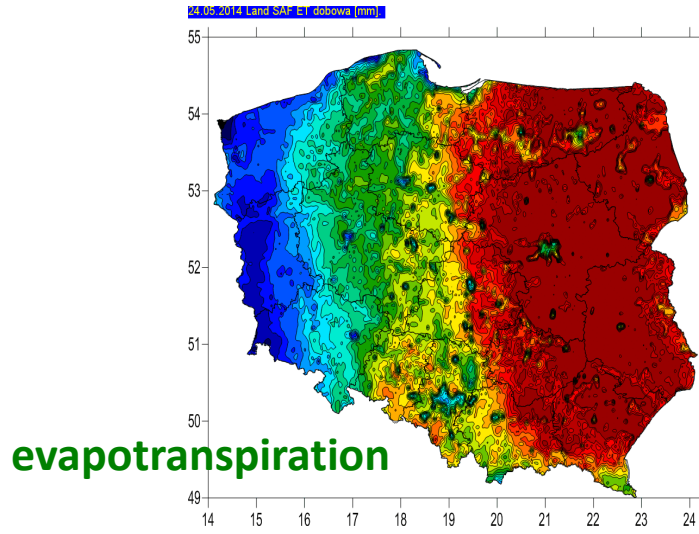 24.05.2014 Land SAF ET dobowa [mm].
55
54
53
52
51
50
evapotranspiration
49
14 15 16 17 18 19 20 21 22 23 24